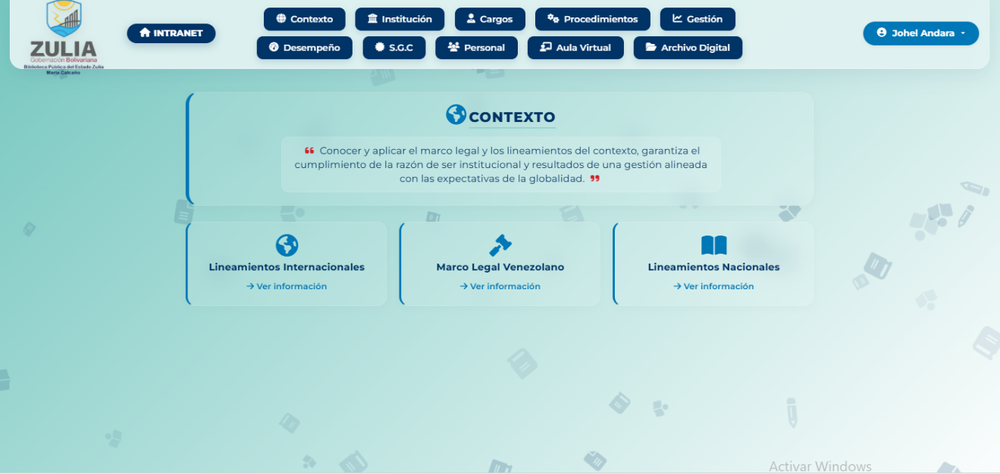 ZULIA
Gobernación Bolivariana
Biblioteca Pública del Estado Zulia
María Calcaño
INTRANET
Contexto Institución Cargos Procedimientos Gestión
Desempeño S.G.C Personal Aula Virtual Archivo Digital
Johel Andara
CONTEXTO
❝ Conocer y aplicar el marco legal y los lineamientos del contexto, garantiza el
cumplimiento de la razón de ser institucional y resultados de una gestión alineada
con las expectativas de la globalidad. ❞
Lineamientos Internacionales
→ Ver información
Marco Legal Venezolano
→ Ver información
Lineamientos Nacionales
→ Ver información
Activar Windows